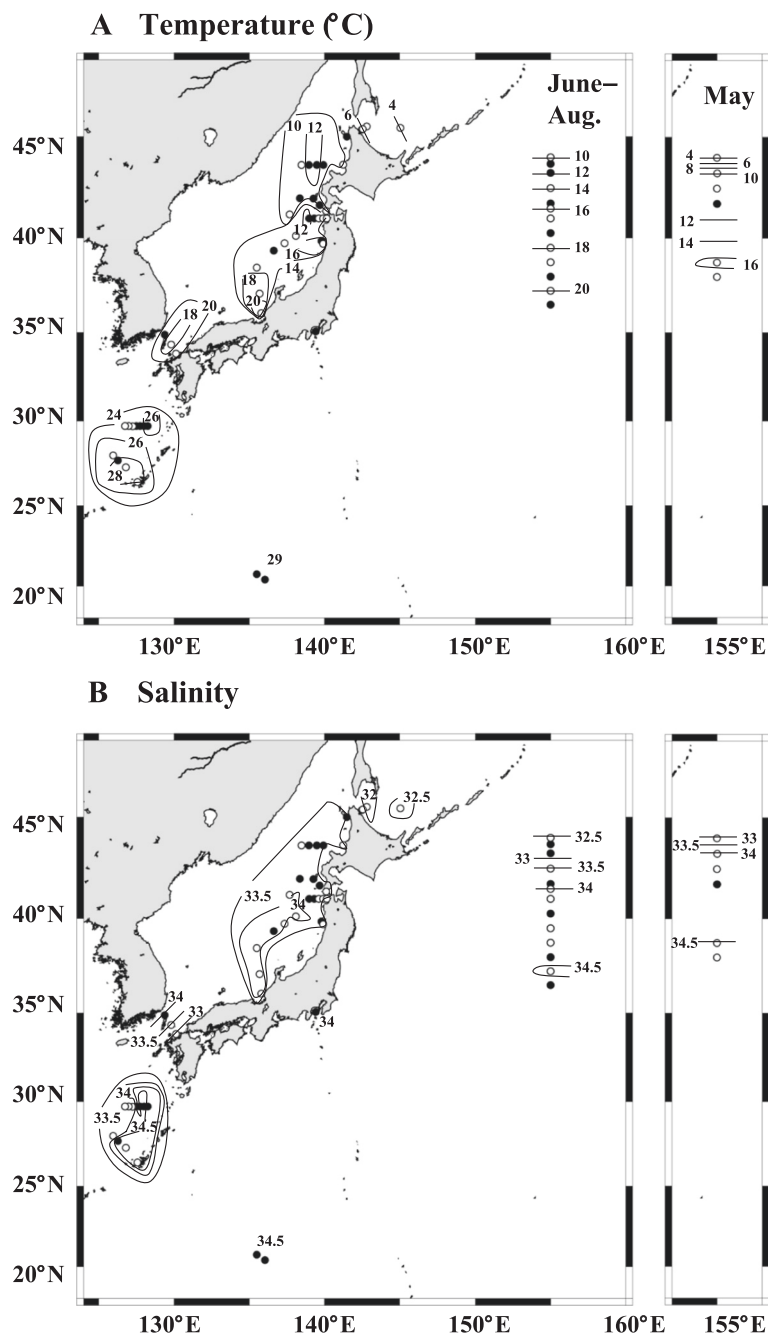 A Temperature (°C)
June–
Aug.
May
6
4
10 12
45°N
10
12
14
16
18
20
4
6
8
10
12
14
16
40°N
12
16
14
18
20
20
18
35°N
30°N
24
26
26
28
25°N
29
20°N
130°E
140°E
150°E
160°E
155°E
B Salinity
32
32.5
45°N
32.5
33
33.5
34
34.5
33
33.5
34
34.5
33.5
34
40°N
35°N
34
33
33.5
34
30°N
34
33.5
34.5
25°N
34.5
20°N
130°E
140°E
150°E
160°E
155°E